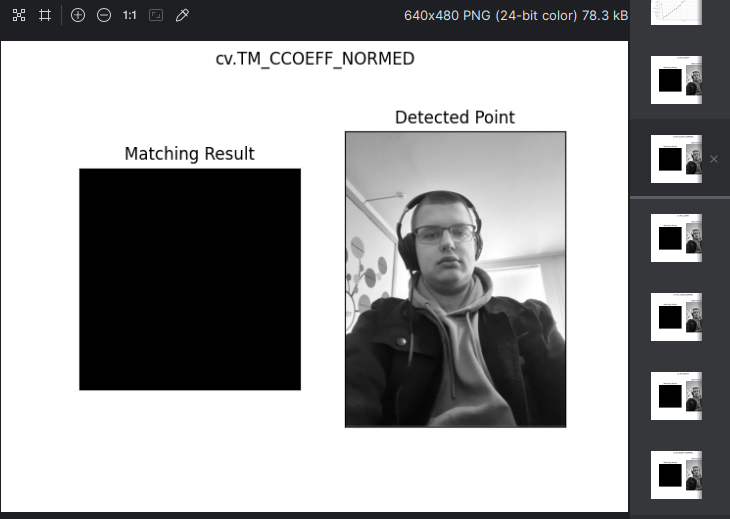 1:1
640x480 PNG (24-bit color) 78.3 kB
cv.TM_CCOEFF_NORMED
Detected Point
Matching Result